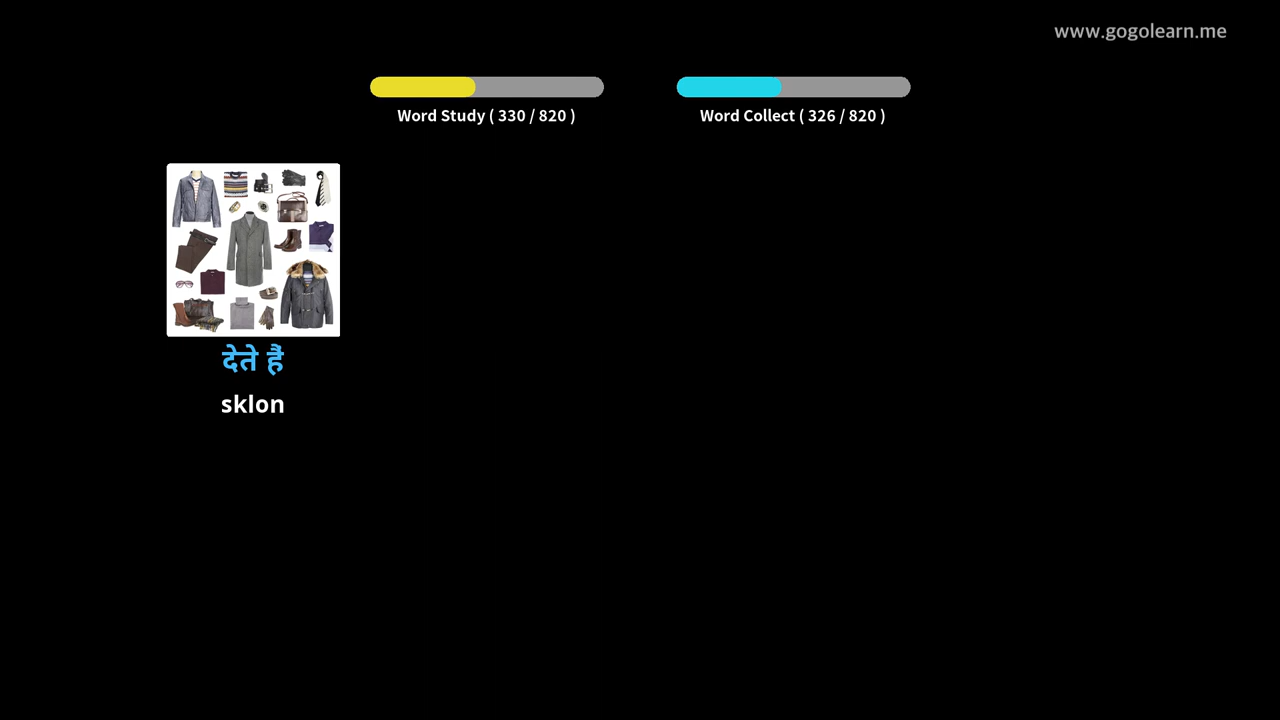 www.gogolearn.me
Word Study ( 330 / 820 )
Word Collect ( 326 / 820 )
देते हैं
sklon